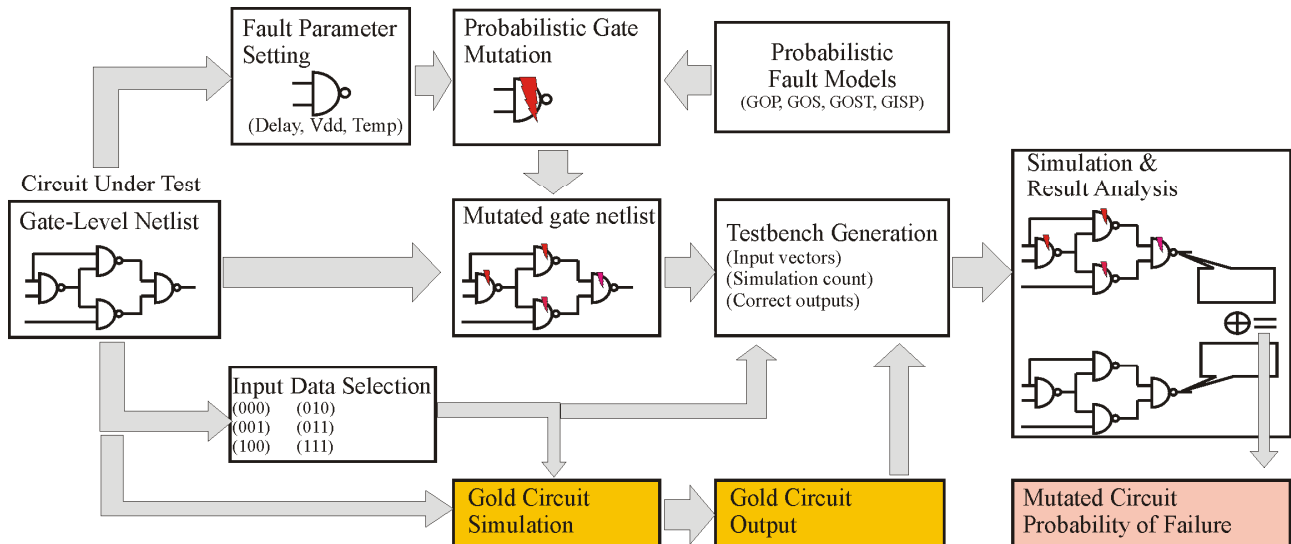 Fault Parameter
Setting
(Delay, Vdd, Temp)
Probabilistic Gate
Mutation
Probabilistic
Fault Models
(GOP, GOS, GOST, GISP)
Circuit Under Test
Gate-Level Netlist
Mutated gate netlist
Testbench Generation
(Input vectors)
(Simulation count)
(Correct outputs)
Simulation &
Result Analysis
Input Data Selection
(000) (010)
(001) (011)
(100) (111)
Gold Circuit
Simulation
Gold Circuit
Output
Mutated Circuit
Probability of Failure